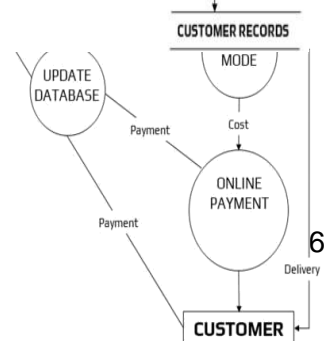 CUSTOMER RECORDS
MODE
UPDATE
DATABASE
Cost
Payment
ONLINE
PAYMENT
Payment
6
Delivery
CUSTOMER